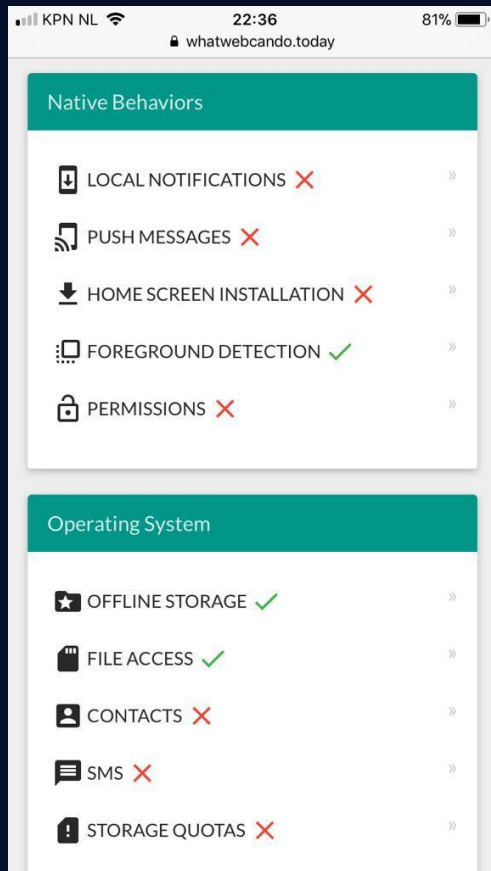 KPN NL 22:36 81%
whatwebcando.today
Native Behaviors
LOCAL NOTIFICATIONS
PUSH MESSAGES
HOME SCREEN INSTALLATION
FOREGROUND DETECTION
PERMISSIONS
Operating System
OFFLINE STORAGE
FILE ACCESS
CONTACTS
SMS
STORAGE QUOTAS